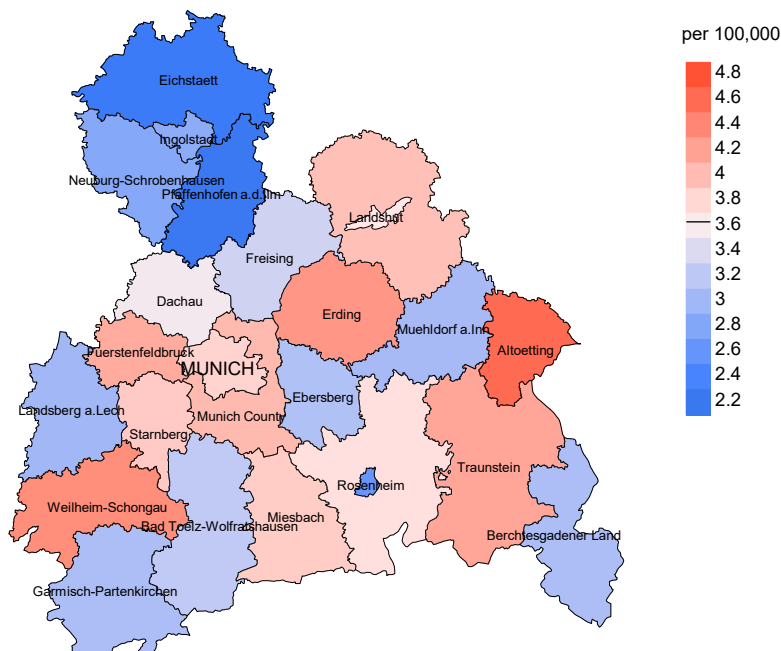 per 100,000
4.8
4.6
4.4
4.2
4
3.8
3.6
3.4
3.2
3
2.8
2.6
2.4
2.2
Eichstaett
Ingolstadt
Neuburg-Schrobenhausen
Pfaffenhofen a.d.Ilm
Landshut
Freising
Dachau
Erding
Muehldorf a.Inn
Altoetting
Fuerstenfeldbruck
MUNICH
Ebersberg
Landsberg a.Lech
Munich County
Starnberg
Traunstein
Rosenheim
Weilheim-Schongau
Miesbach
Bad Toelz-Wolfratshausen
Berchtesgadener Land
Garmisch-Partenkirchen